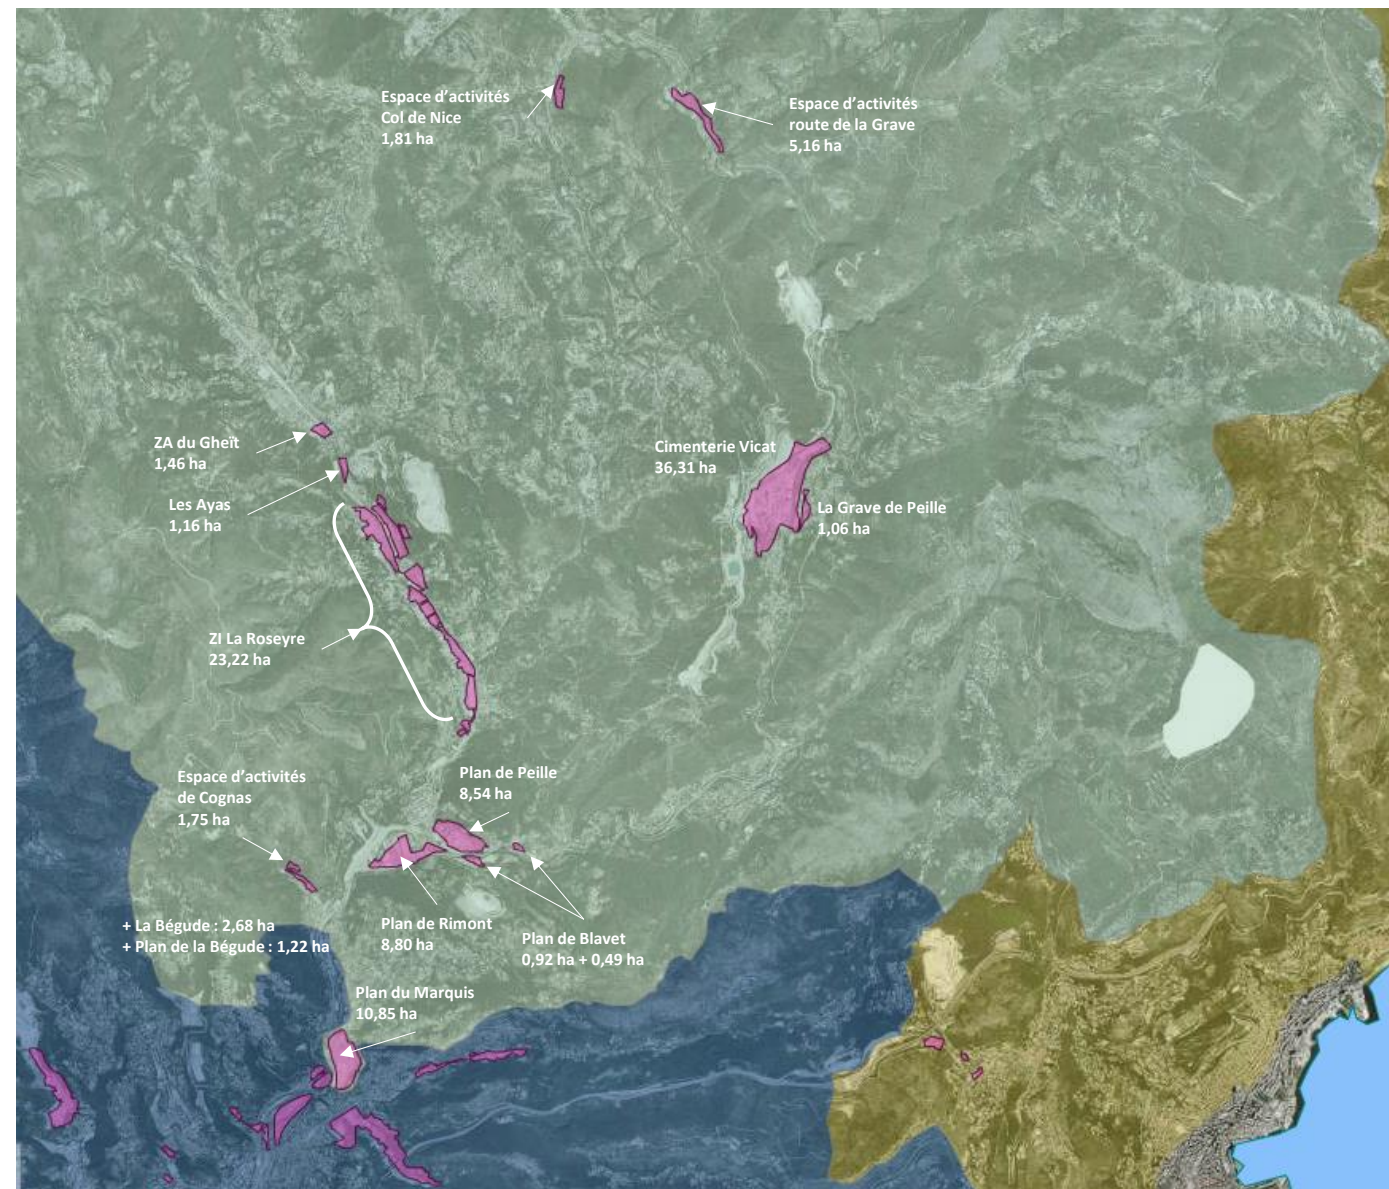 Espace d’activités
Col de Nice
1,81 ha
Espace d’activités
route de la Grave
5,16 ha
ZA du Gheït
1,46 ha
Les Ayas
1,16 ha
Cimenterie Vicat
36,31 ha
La Grave de Peille
1,06 ha
ZI La Roseyre
23,22 ha
Espace d’activités
de Cognas
1,75 ha
Plan de Peille
8,54 ha
+ La Bégude : 2,68 ha
+ Plan de la Bégude : 1,22 ha
Plan de Rimont
8,80 ha
Plan de Blavet
0,92 ha + 0,49 ha
Plan du Marquis
10,85 ha